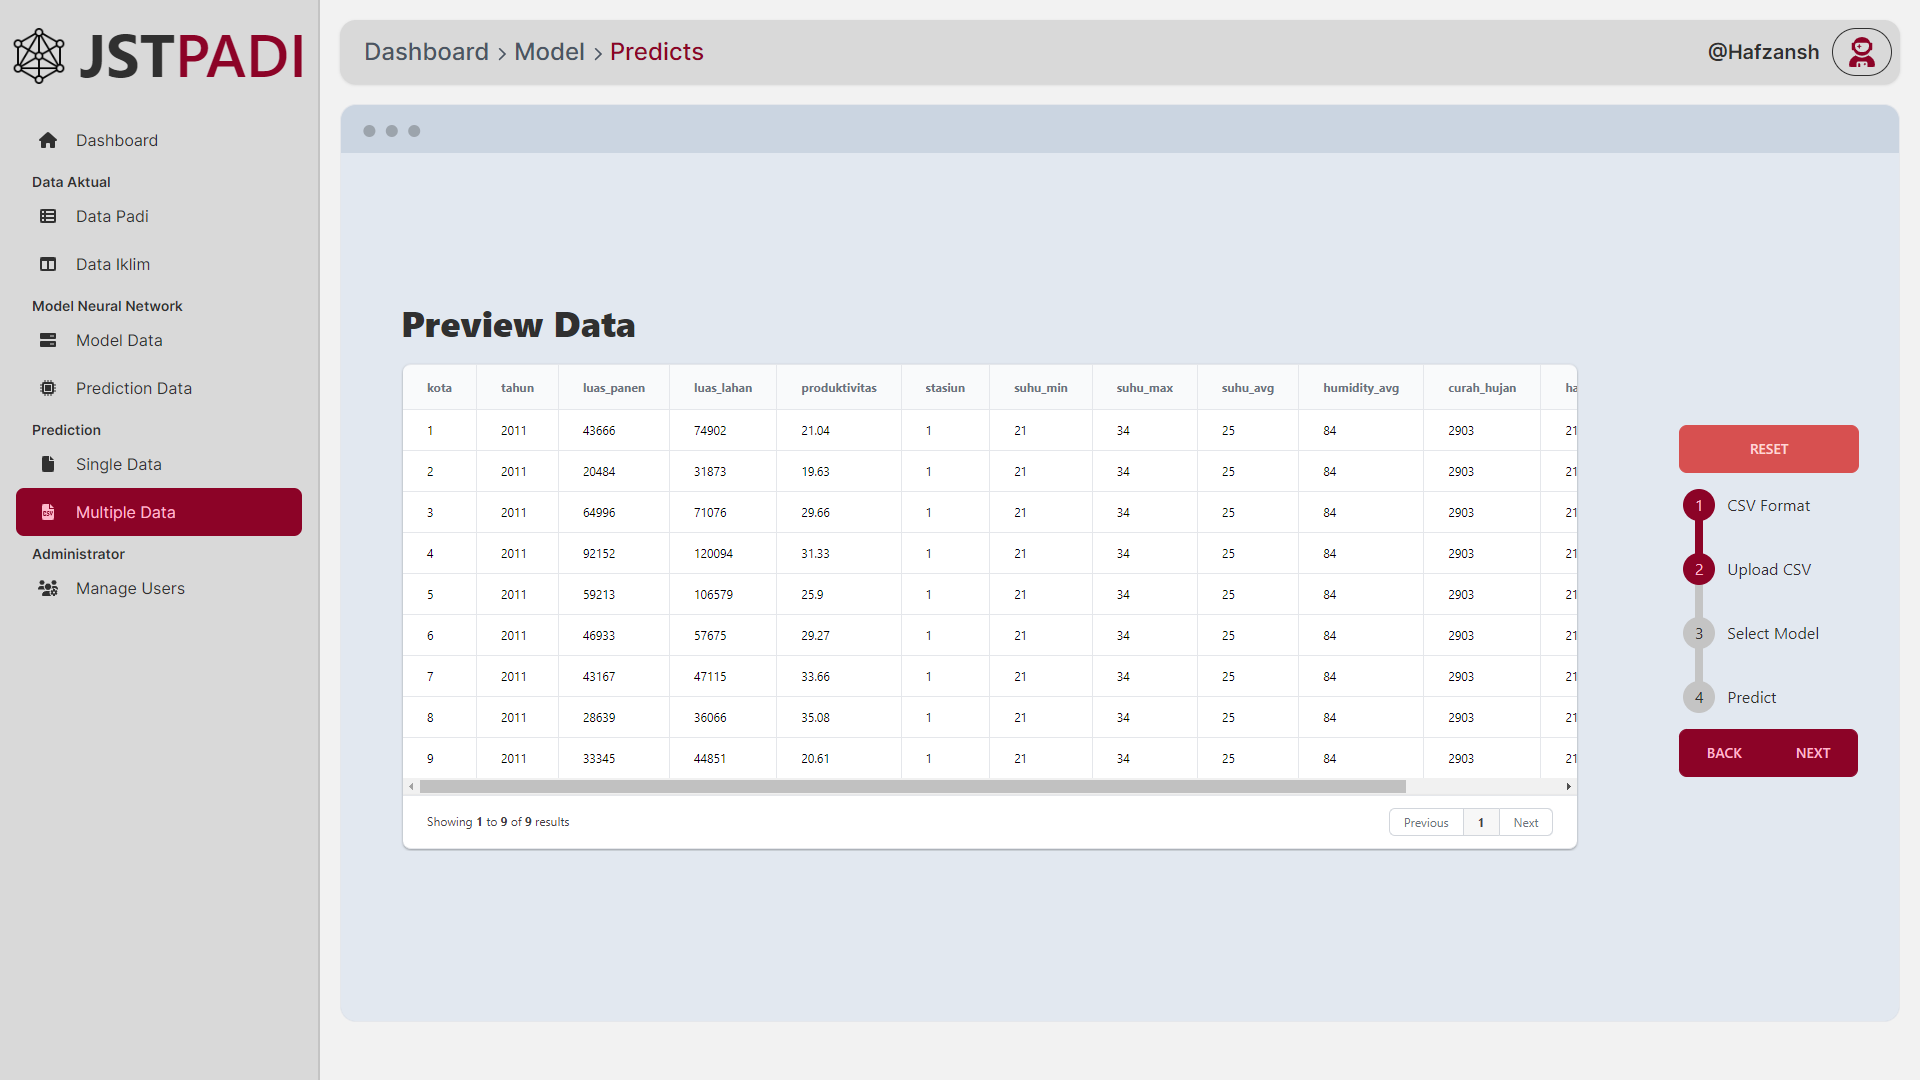 JSTPADI
Dashboard
Data Aktual
Data Padi
Data Iklim
Model Neural Network
Model Data
Prediction Data
Prediction
Single Data
CSV
Multiple Data
Administrator
Manage Users
Dashboard > Model > Predicts
@Hafzansh
Preview Data
kota tahun luas_panen luas_lahan produktivitas stasiun suhu_min suhu_max suhu_avg humidity_avg curah_hujan ha
1 2011 43666 74902 21.04 1 21 34 25 84 2903 21
2 2011 20484 31873 19.63 1 21 34 25 84 2903 21
3 2011 64996 71076 29.66 1 21 34 25 84 2903 21
4 2011 92152 120094 31.33 1 21 34 25 84 2903 21
5 2011 59213 106579 25.9 1 21 34 25 84 2903 21
6 2011 46933 57675 29.27 1 21 34 25 84 2903 21
7 2011 43167 47115 33.66 1 21 34 25 84 2903 21
8 2011 28639 36066 35.08 1 21 34 25 84 2903 21
9 2011 33345 44851 20.61 1 21 34 25 84 2903 21
Showing 1 to 9 of 9 results
Previous 1 Next
RESET
1 CSV Format
2 Upload CSV
3 Select Model
4 Predict
BACK NEXT